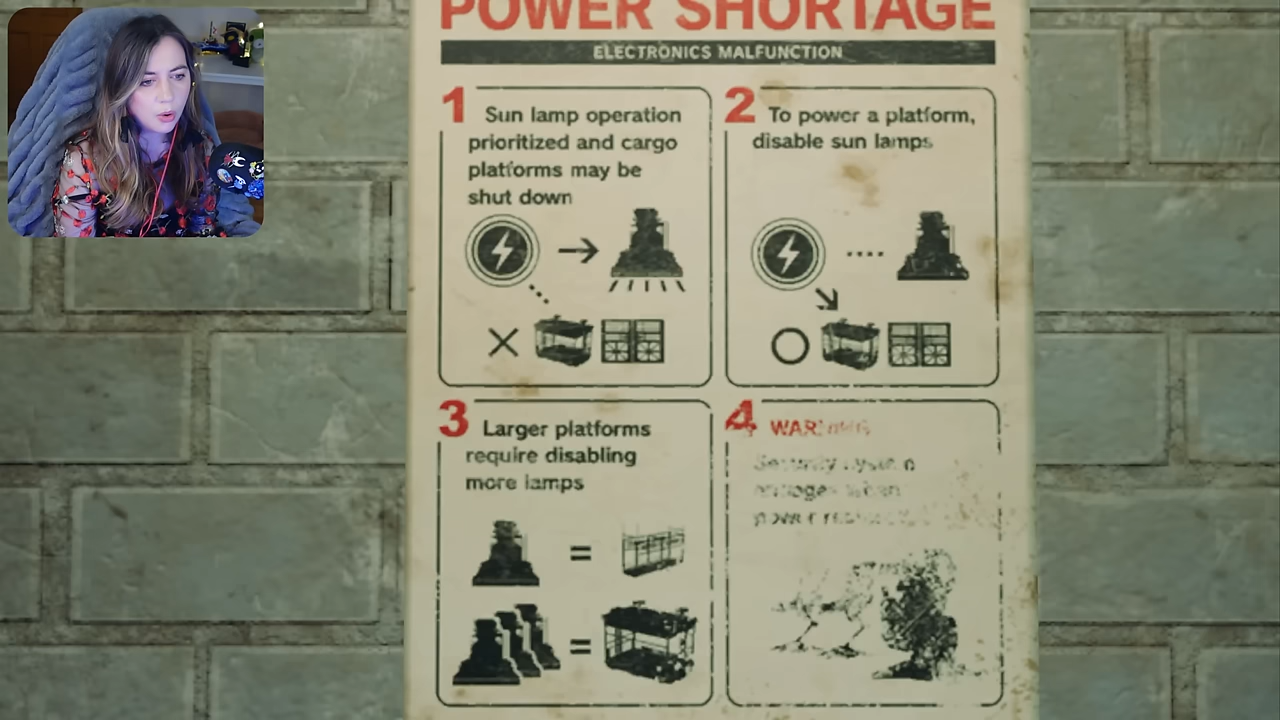 POWER SHORTAGE
ELECTRONICS MALFUNCTION
1 Sun lamp operation
prioritized and cargo
platforms may be
shut down
2 To power a platform,
disable sun lamps
3 Larger platforms
require disabling
more lamps
4 WARNING